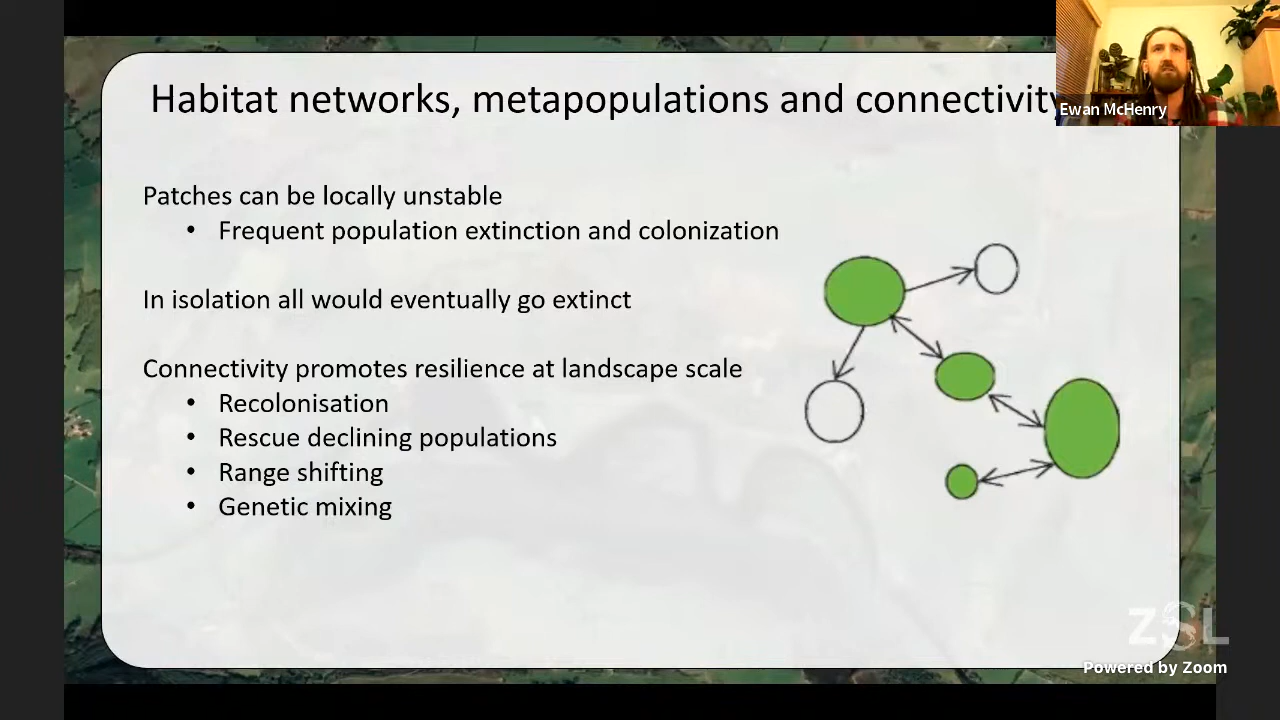 Habitat networks, metapopulations and connectivity
Ewan McHenry
Patches can be locally unstable
• Frequent population extinction and colonization
In isolation all would eventually go extinct
Connectivity promotes resilience at landscape scale
• Recolonisation
• Rescue declining populations
• Range shifting
• Genetic mixing
ZSL
Powered by Zoom